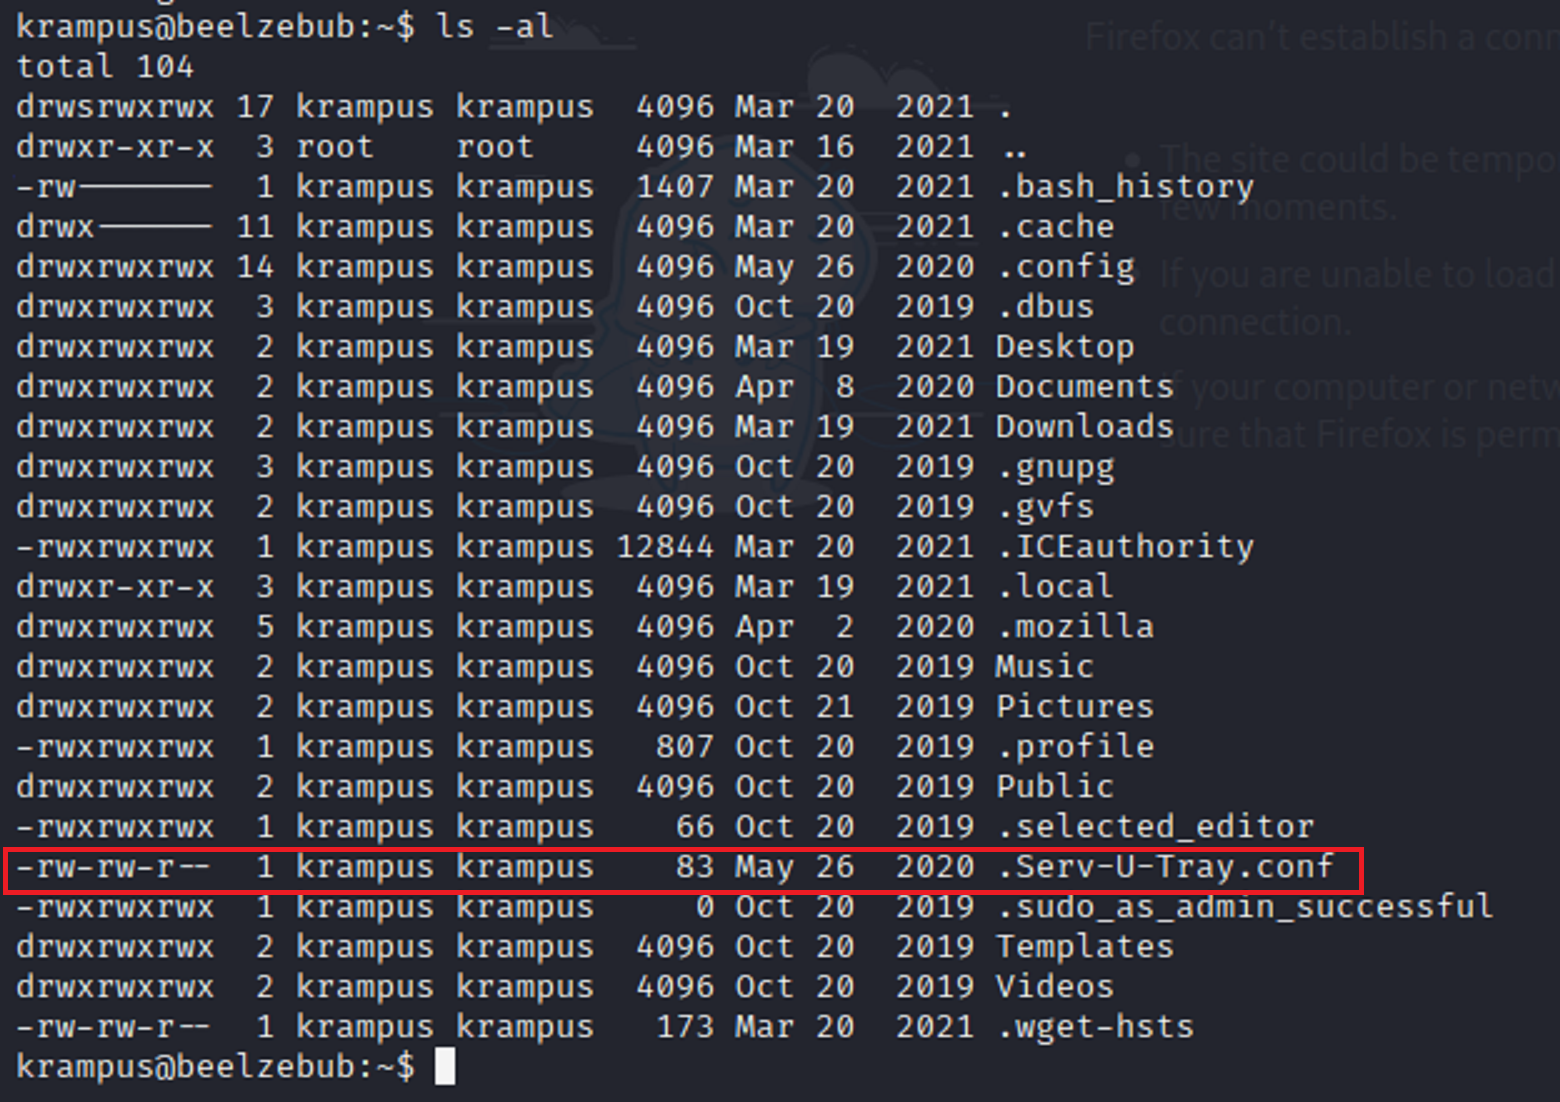 krampus@beelzebub:~$ ls -al
total 104
drwsrwxrwx 17 krampus krampus  4096 Mar 20  2021 .
drwxr-xr-x  3 root    root     4096 Mar 16  2021 ..
-rw-------  1 krampus krampus  1407 Mar 20  2021 .bash_history
drwx------ 11 krampus krampus  4096 Mar 20  2021 .cache
drwxrwxrwx 14 krampus krampus  4096 May 26  2020 .config
drwxrwxrwx  3 krampus krampus  4096 Oct 20  2019 .dbus
drwxrwxrwx  2 krampus krampus  4096 Mar 19  2021 Desktop
drwxrwxrwx  2 krampus krampus  4096 Apr  8  2020 Documents
drwxrwxrwx  2 krampus krampus  4096 Mar 19  2021 Downloads
drwxrwxrwx  3 krampus krampus  4096 Oct 20  2019 .gnupg
drwxrwxrwx  2 krampus krampus  4096 Oct 20  2019 .gvfs
-rwxrwxrwx  1 krampus krampus 12844 Mar 20  2021 .ICEauthority
drwxr-xr-x  3 krampus krampus  4096 Mar 19  2021 .local
drwxrwxrwx  5 krampus krampus  4096 Apr  2  2020 .mozilla
drwxrwxrwx  2 krampus krampus  4096 Oct 20  2019 Music
drwxrwxrwx  2 krampus krampus  4096 Oct 21  2019 Pictures
-rwxrwxrwx  1 krampus krampus   807 Oct 20  2019 .profile
drwxrwxrwx  2 krampus krampus  4096 Oct 20  2019 Public
-rwxrwxrwx  1 krampus krampus    66 Oct 20  2019 .selected_editor
-rw-rw-r--  1 krampus krampus    83 May 26  2020 .Serv-U-Tray.conf
-rwxrwxrwx  1 krampus krampus     0 Oct 20  2019 .sudo_as_admin_successful
drwxrwxrwx  2 krampus krampus  4096 Oct 20  2019 Templates
drwxrwxrwx  2 krampus krampus  4096 Oct 20  2019 Videos
-rw-rw-r--  1 krampus krampus   173 Mar 20  2021 .wget-hsts
krampus@beelzebub:~$
Firefox can't establish a conn
The site could be tempo
few moments.
If you are unable to load
connection.
If your computer or netw
sure that Firefox is perm